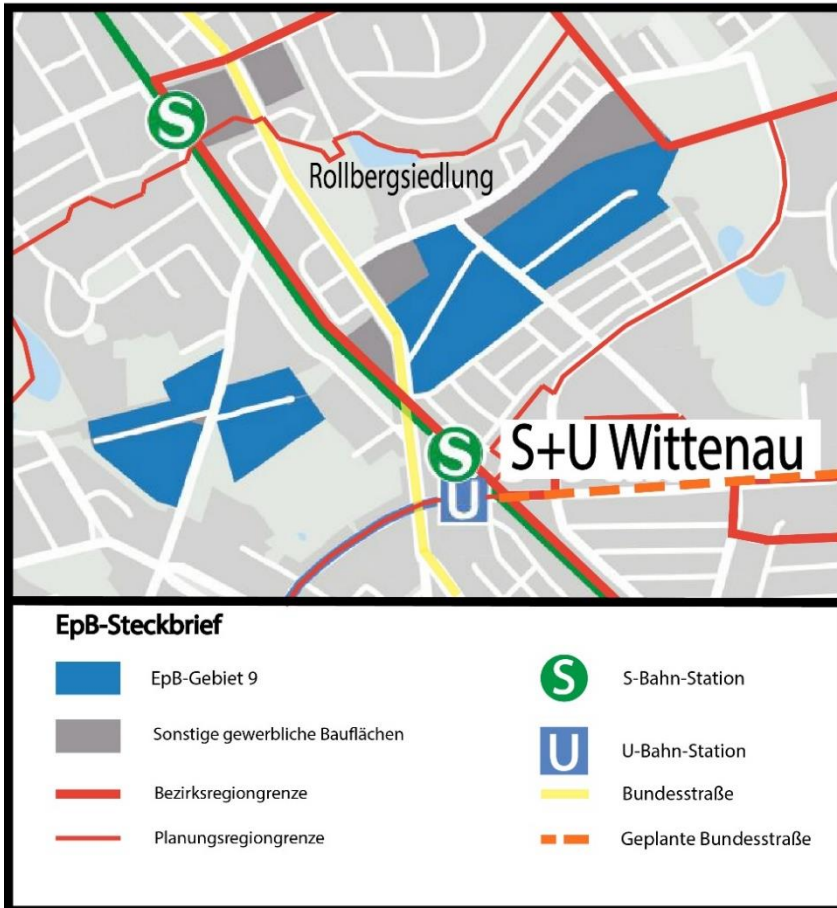 S
Rollbergsiedlung
S
S+U Wittenau
U
EpB-Steckbrief
EpB-Gebiet 9
Sonstige gewerbliche Bauflächen
Bezirksregiongrenze
Planungsregiongrenze
S
S-Bahn-Station
U
U-Bahn-Station
Bundesstraße
Geplante Bundesstraße